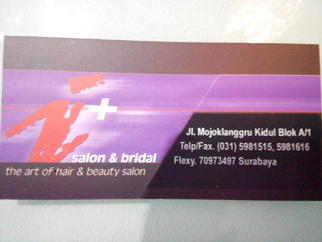 salon & bridal
the art of hair & beauty salon
Jl. Mojoklanggru Kidul Blok A/1
Telp/Fax. (031) 5981515, 5981616
Flexy. 70973497 Surabaya